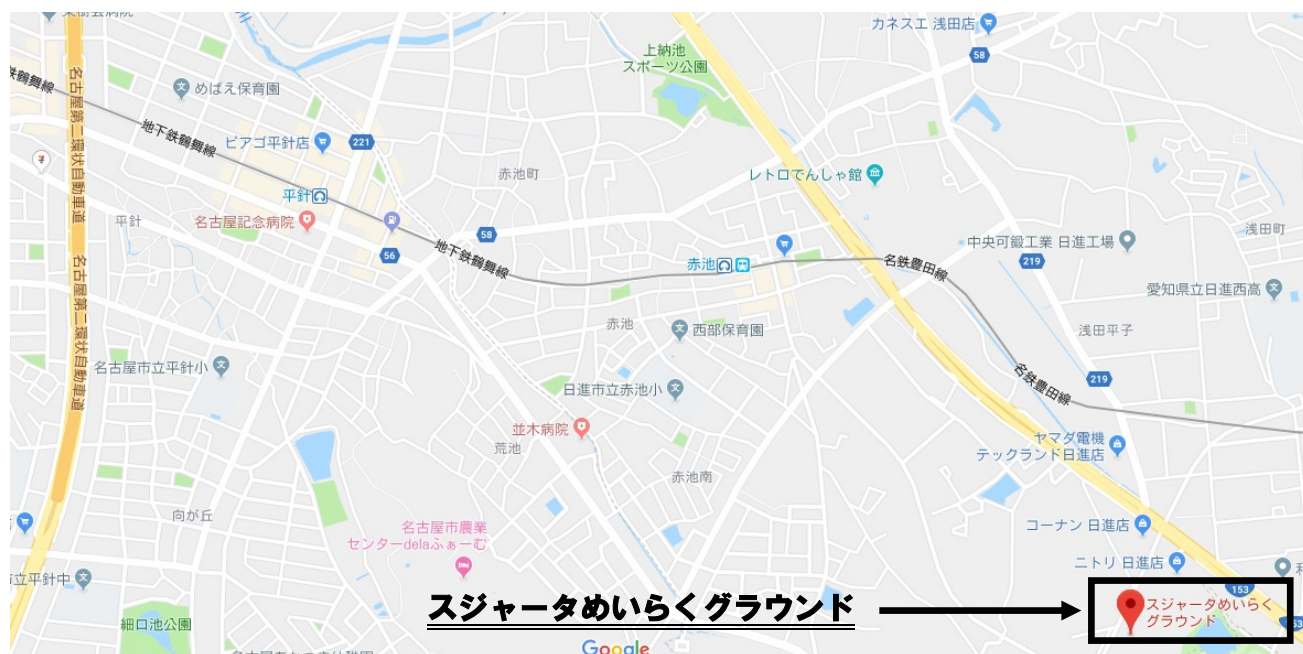 上納池
スポーツ公園
カネスエ 浅田店
58
名古屋第二環状自動車道
めばえ保育園
地下鉄鶴舞線
ピアゴ平針店
221
赤池町
レトロでんしゃ館
平針
平針
名古屋記念病院
58
56
地下鉄鶴舞線
赤池
名鉄豊田線
中央可鍛工業 日進工場
浅田町
219
愛知県立日進西高
名古屋第二環状自動車道
赤池
西部保育園
浅田平子
名古屋市立平針小
日進市立赤池小
名鉄豊田線
219
並木病院
荒池
ヤマダ電機
テックランド日進店
赤池南
向が丘
名古屋市農業
センターdelaふぁーむ
コーナン 日進店
ニトリ 日進店
市立平針中
153
スジャータめいらくグラウンド
スジャータめいらく
グラウンド
細口池公園
Google